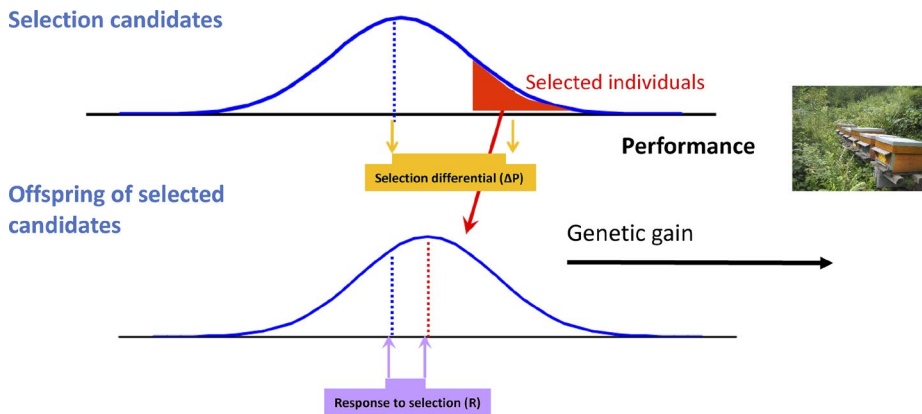 Selection candidates
Selected individuals
Performance
Selection differential (ΔP)
Offspring of selected
candidates
Genetic gain
Response to selection (R)